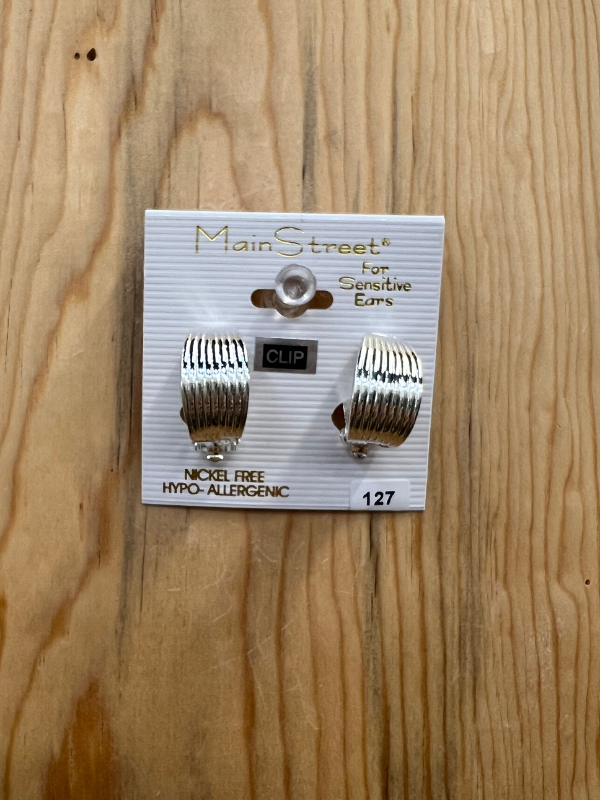 MainStreet®
For
Sensitive
Ears
CLIP
NICKEL FREE
HYPO-ALLERGENIC
127